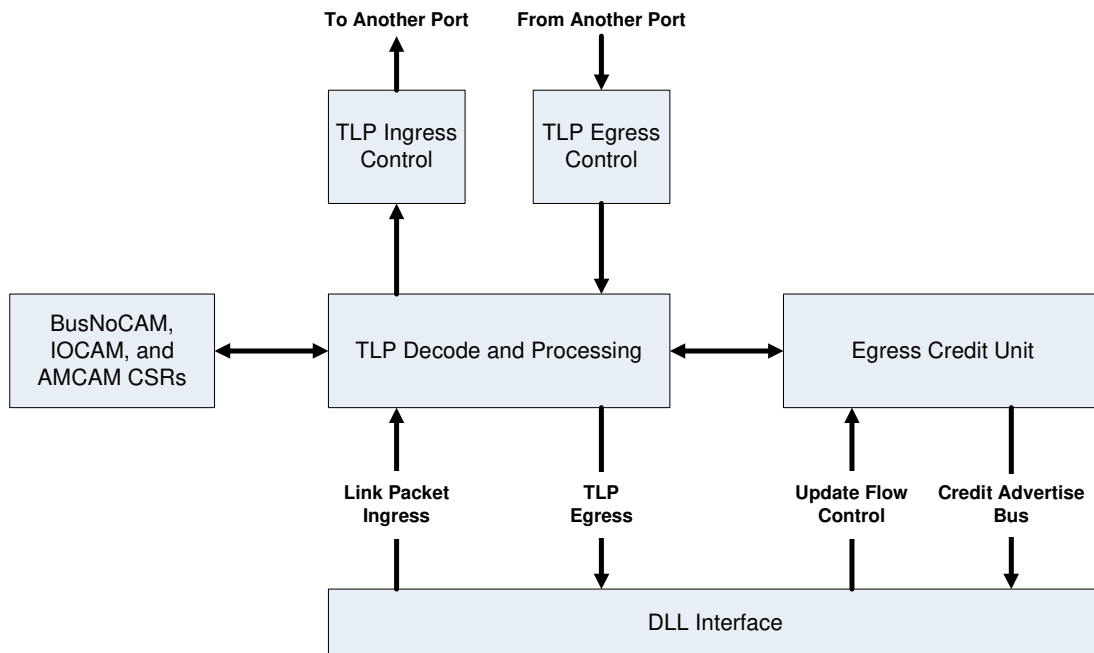 To Another Port
From Another Port
TLP Ingress
Control
TLP Egress
Control
BusNoCAM,
IOCAM, and
AMCAM CSRs
TLP Decode and Processing
Egress Credit Unit
Link Packet
Ingress
TLP
Egress
Update Flow
Control
Credit Advertise
Bus
DLL Interface